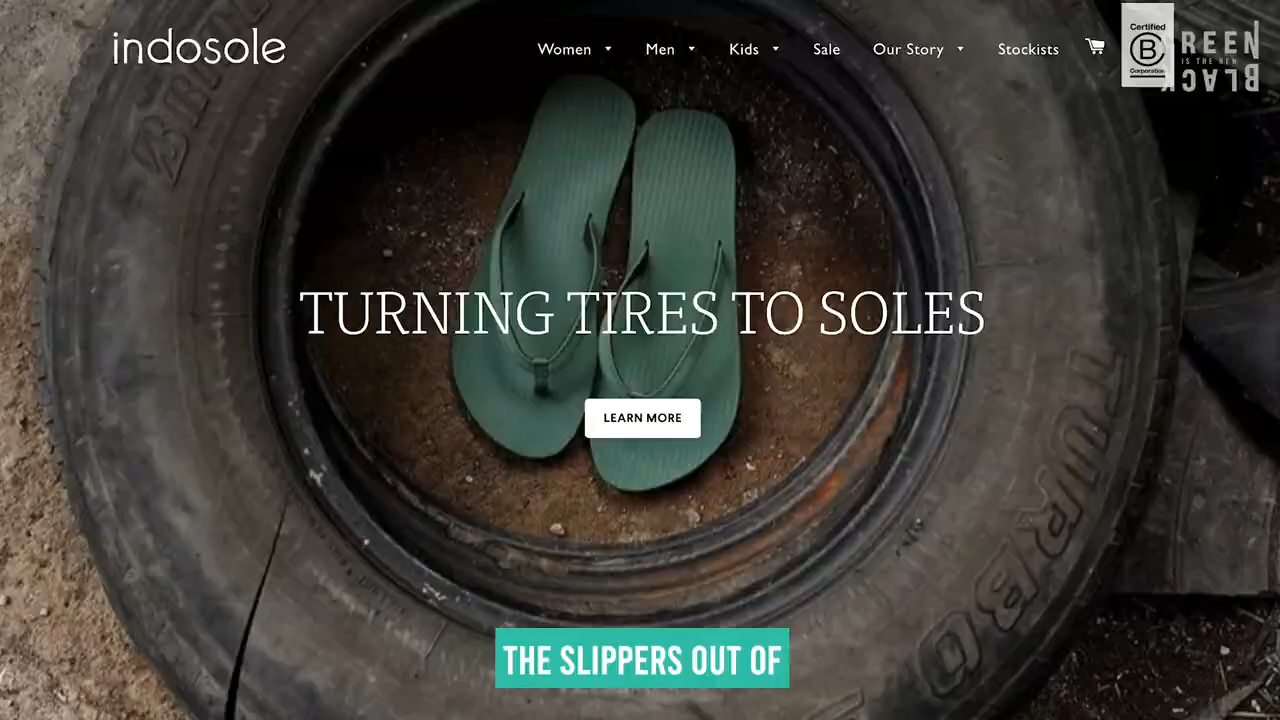 indosole
Women
Men
Kids
Sale
Our Story
Stockists
Certified
B
Corporation
REEN
IS THE NEW
BLACK
TURNING TIRES TO SOLES
LEARN MORE
TURBO
THE SLIPPERS OUT OF